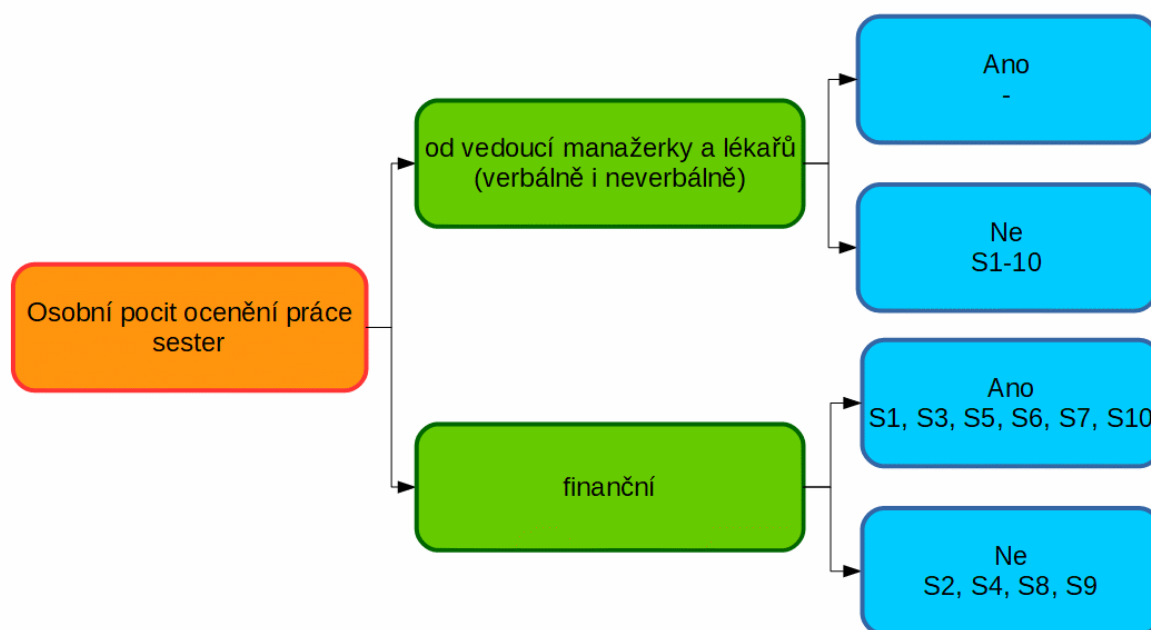 Osobní pocit ocenění práce
sester
od vedoucí manažerky a lékařů
(verbálně i neverbálně)
Ano
-
Ne
S1-10
finanční
Ano
S1, S3, S5, S6, S7, S10
Ne
S2, S4, S8, S9